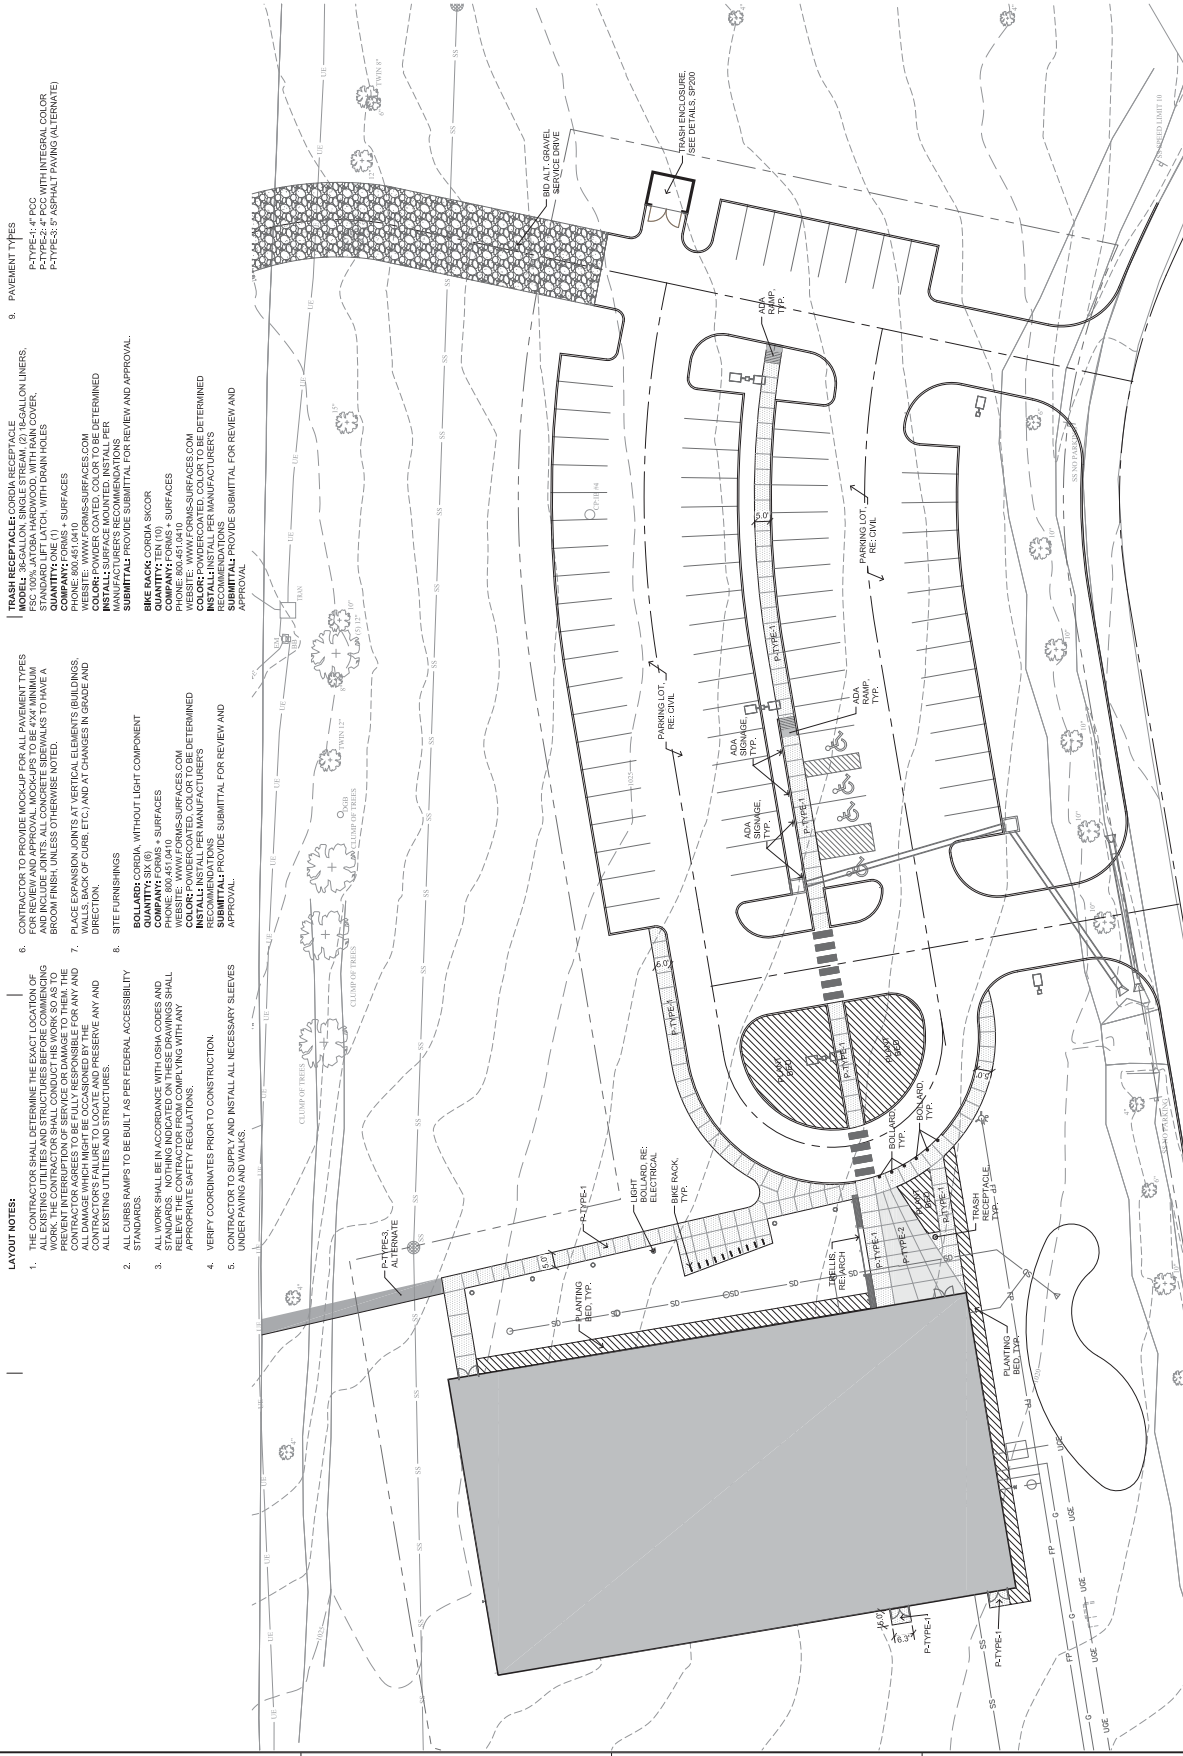 LAYOUT NOTES:
1. THE CONTRACTOR SHALL DETERMINE THE EXACT LOCATION OF
ALL EXISTING UTILITIES AND STRUCTURES BEFORE COMMENCING
WORK. THE CONTRACTOR SHALL CONDUCT HIS WORK SO AS TO
PREVENT INTERRUPTION OF SERVICE OR DAMAGE TO THEM. THE
CONTRACTOR AGREES TO BE FULLY RESPONSIBLE FOR ANY AND
ALL DAMAGE WHICH MIGHT BE OCCASIONED BY THE
CONTRACTOR'S FAILURE TO LOCATE AND PRESERVE ANY AND
ALL EXISTING UTILITIES AND STRUCTURES.
2. ALL CURBS RAMPS TO BE BUILT AS PER FEDERAL ACCESSIBILITY
STANDARDS.
3. ALL WORK SHALL BE IN ACCORDANCE WITH OSHA CODES AND
STANDARDS. NOTHING INDICATED ON THESE DRAWINGS SHALL
RELIEVE THE CONTRACTOR FROM COMPLYING WITH ANY
APPROPRIATE SAFETY REGULATIONS.
4. VERIFY COORDINATES PRIOR TO CONSTRUCTION.
5. CONTRACTOR TO SUPPLY AND INSTALL ALL NECESSARY SLEEVES
UNDER PAVING AND WALKS.
6. CONTRACTOR TO PROVIDE MOCK-UP FOR ALL PAVEMENT TYPES
FOR REVIEW AND APPROVAL. MOCK-UPS TO BE 4'X4' MINIMUM
AND INCLUDE JOINTS. ALL CONCRETE SIDEWALKS TO HAVE A
BROOM FINISH, UNLESS OTHERWISE NOTED.
7. PLACE EXPANSION JOINTS AT VERTICAL ELEMENTS (BUILDINGS,
WALLS, BACK OF CURB, ETC.) AND AT CHANGES IN GRADE AND
DIRECTION.
8. SITE FURNISHINGS
BOLLARD: CORDIA, WITHOUT LIGHT COMPONENT
QUANTITY: SIX (6)
COMPANY: FORMS + SURFACES
PHONE: 800.451.0410
WEBSITE: WWW.FORMS-SURFACES.COM
COLOR: POWDERCOATED, COLOR TO BE DETERMINED
INSTALL: INSTALL PER MANUFACTURER'S
RECOMMENDATIONS
SUBMITTAL: PROVIDE SUBMITTAL FOR REVIEW AND
APPROVAL.
TRASH RECEPTACLE: CORDIA RECEPTACLE
MODEL: 36-GALLON, SINGLE STREAM, (2) 18-GALLON LINERS,
FSC 100% JATOBA HARDWOOD, WITH RAIN COVER,
STANDARD LIFT LATCH, WITH DRAIN HOLES
QUANTITY: ONE (1)
COMPANY: FORMS + SURFACES
PHONE: 800.451.0410
WEBSITE: WWW.FORMS-SURFACES.COM
COLOR: POWDER COATED, COLOR TO BE DETERMINED
INSTALL: SURFACE MOUNTED. INSTALL PER
MANUFACTURER'S RECOMMENDATIONS
SUBMITTAL: PROVIDE SUBMITTAL FOR REVIEW AND APPROVAL.
BIKE RACK: CORDIA SKCOR
QUANTITY: TEN (10)
COMPANY: FORMS + SURFACES
PHONE: 800.451.0410
WEBSITE: WWW.FORMS-SURFACES.COM
COLOR: POWDERCOATED, COLOR TO BE DETERMINED
INSTALL: INSTALL PER MANUFACTURER'S
RECOMMENDATIONS
SUBMITTAL: PROVIDE SUBMITTAL FOR REVIEW AND
APPROVAL
9. PAVEMENT TYPES
P-TYPE-1: 4" PCC
P-TYPE-2: 4" PCC WITH INTEGRAL COLOR
P-TYPE-3: 5" ASPHALT PAVING (ALTERNATE)
P-TYPE-3,
ALTERNATE
5.0'
P-TYPE-1
LIGHT
BOLLARD, RE:
ELECTRICAL
BIKE RACK,
TYP.
PLANTING
BED, TYP.
TRELLIS,
RE: ARCH
P-TYPE-1
P-TYPE-2
PLANT
BED
P-TYPE-1
TRASH
RECEPTACLE,
TYP.
BOLLARD,
TYP.
BOLLARD,
TYP.
PLANTING
BED, TYP.
6.0'
6.3'
P-TYPE-1
P-TYPE-1
P-TYPE-1
6.0'
PLANT
BED
P-TYPE-1
PLANT
BED
5.0'
ADA
SIGNAGE,
TYP.
ADA
SIGNAGE,
TYP.
P-TYPE-1
ADA
RAMP,
TYP.
PARKING LOT,
RE: CIVIL
P-TYPE-1
5.0'
PARKING LOT,
RE: CIVIL
ADA
RAMP,
TYP.
BID ALT. GRAVEL
SERVICE DRIVE
TRASH ENCLOSURE,
SEE DETAILS, SP200
CLUMP OF TREES
CLUMP OF TREES
CLUMP OF TREES
TWIN 12"
TWIN 8"
SS NO PARKING
SS SPEED LIMIT 10